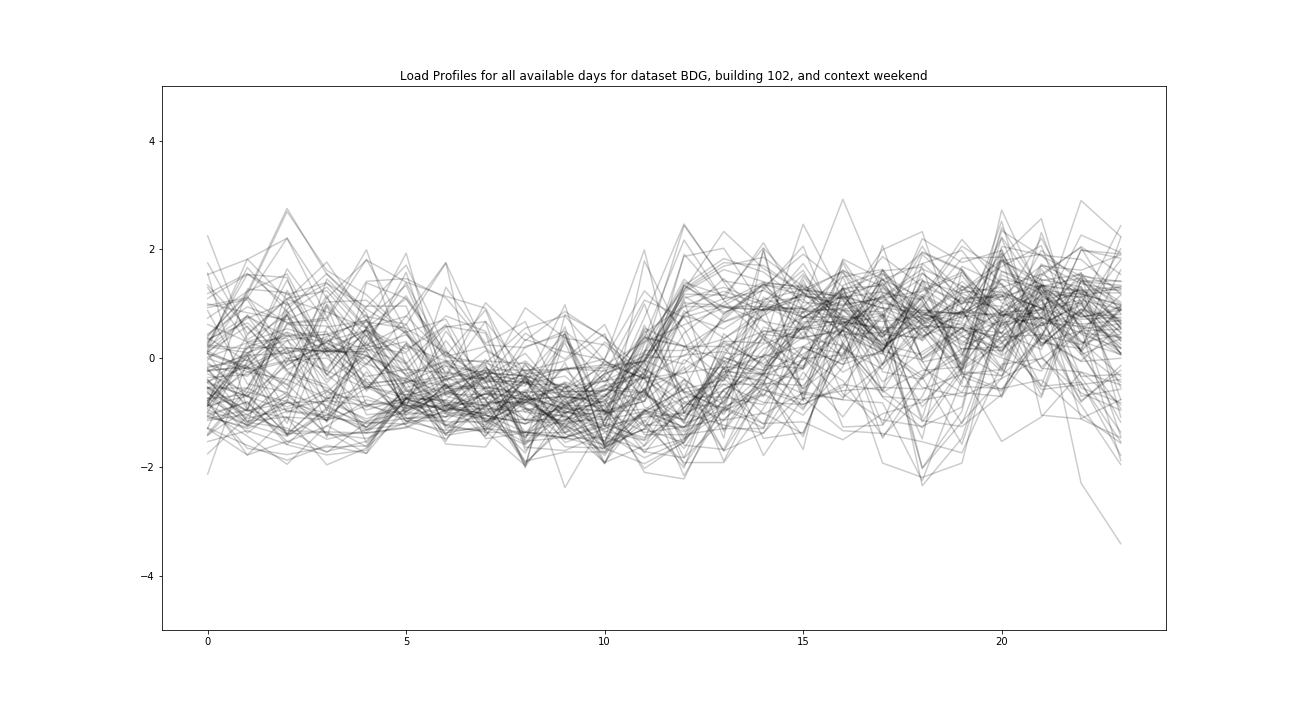 Load Profiles for all available days for dataset BDG, building 102, and context weekend
4
2
0
−2
−4
0 5 10 15 20